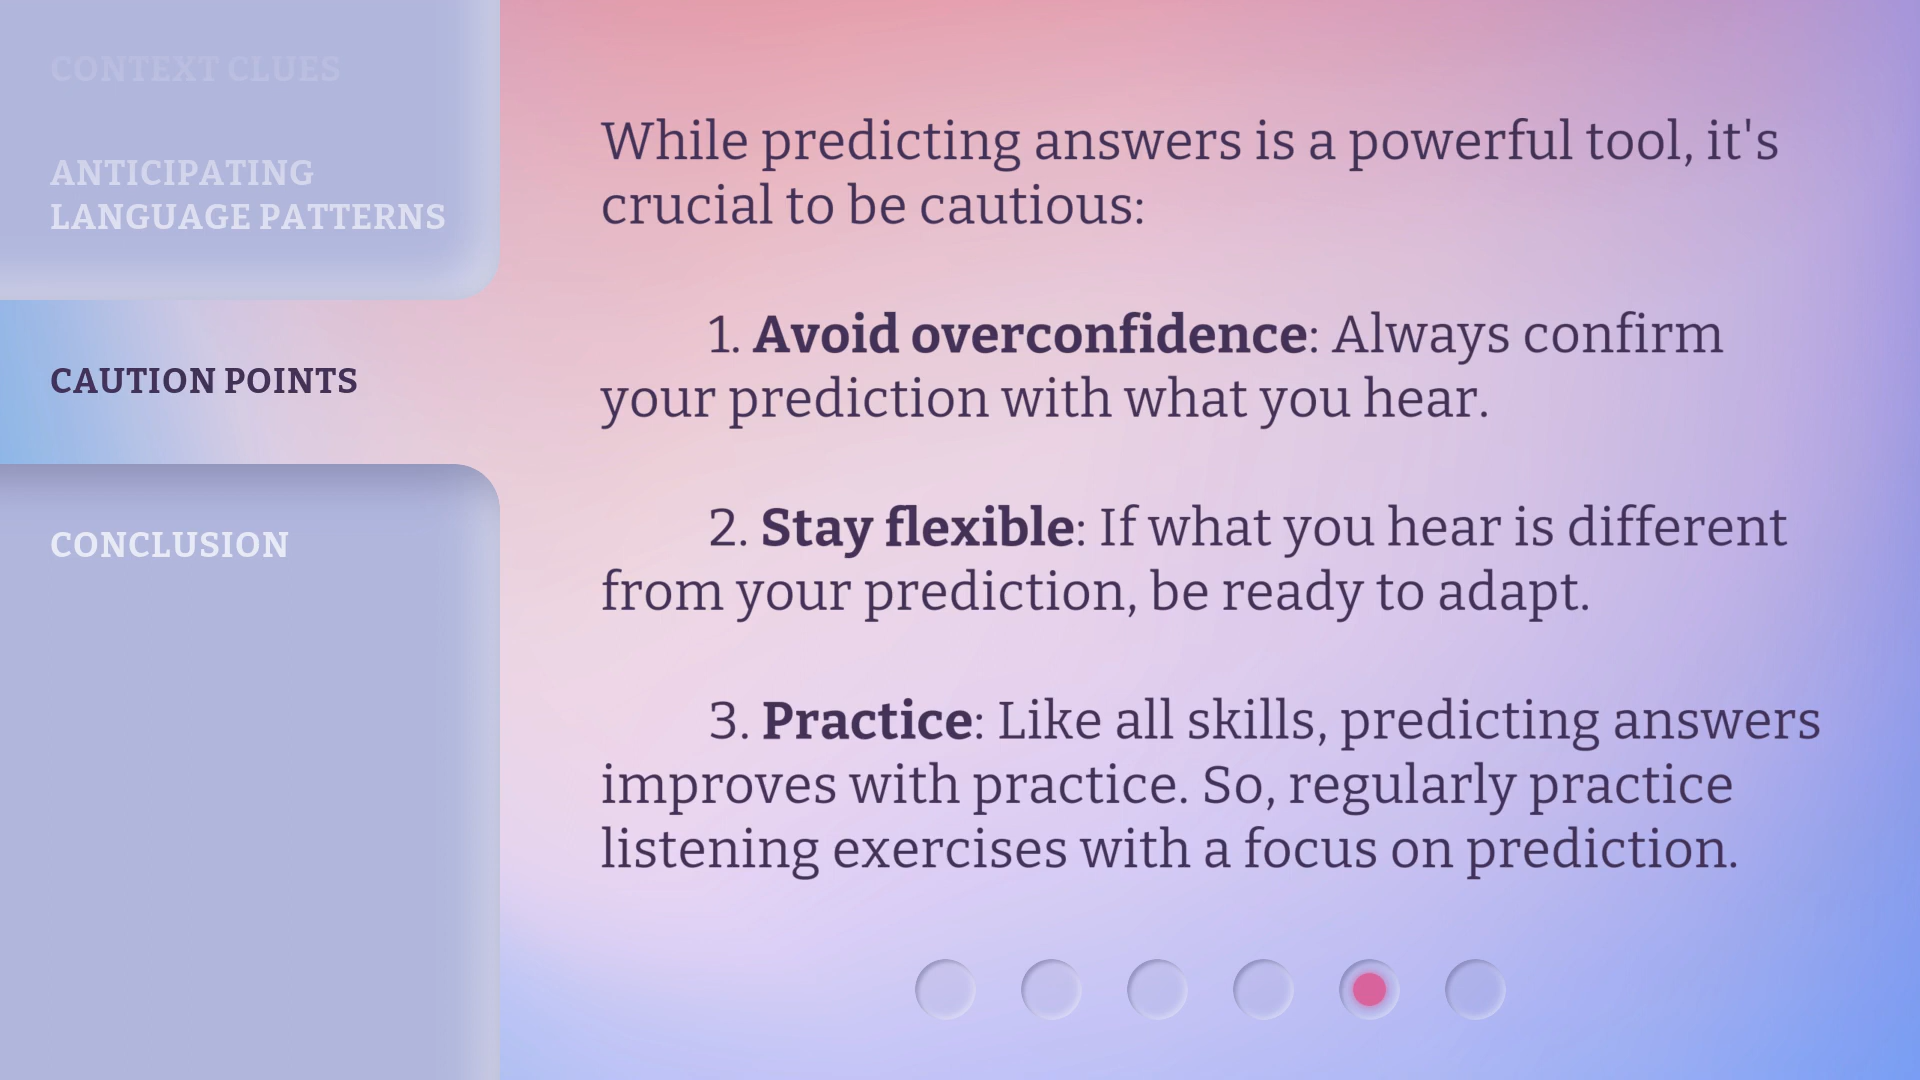 CONTEXT CLUES
ANTICIPATING
LANGUAGE PATTERNS
CAUTION POINTS
CONCLUSION
While predicting answers is a powerful tool, it's
crucial to be cautious:
1. Avoid overconfidence: Always confirm
your prediction with what you hear.
2. Stay flexible: If what you hear is different
from your prediction, be ready to adapt.
3. Practice: Like all skills, predicting answers
improves with practice. So, regularly practice
listening exercises with a focus on prediction.